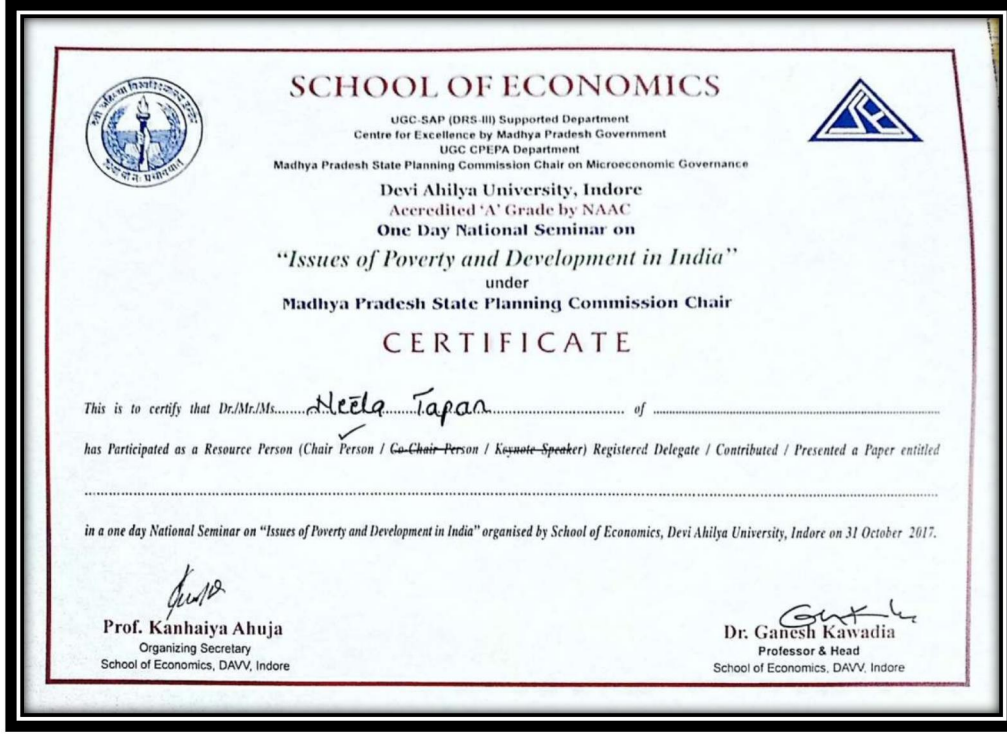 SCHOOL OF ECONOMICS
UGC-SAP (DRS-III) Supported Department
Centre for Excellence by Madhya Pradesh Government
UGC CPEPA Department
Madhya Pradesh State Planning Commission Chair on Microeconomic Governance
Devi Ahilya University, Indore
Accredited ‘A’ Grade by NAAC
One Day National Seminar on
“Issues of Poverty and Development in India”
under
Madhya Pradesh State Planning Commission Chair
CERTIFICATE
This is to certify that Dr./Mr./Ms. Neela Tapan of
has Participated as a Resource Person (Chair Person / Co-Chair Person / Keynote Speaker) Registered Delegate / Contributed / Presented a Paper entitled
in a one day National Seminar on “Issues of Poverty and Development in India” organised by School of Economics, Devi Ahilya University, Indore on 31 October 2017.
Prof. Kanhaiya Ahuja
Organizing Secretary
School of Economics, DAVV, Indore
Dr. Ganesh Kawadia
Professor & Head
School of Economics, DAVV, Indore